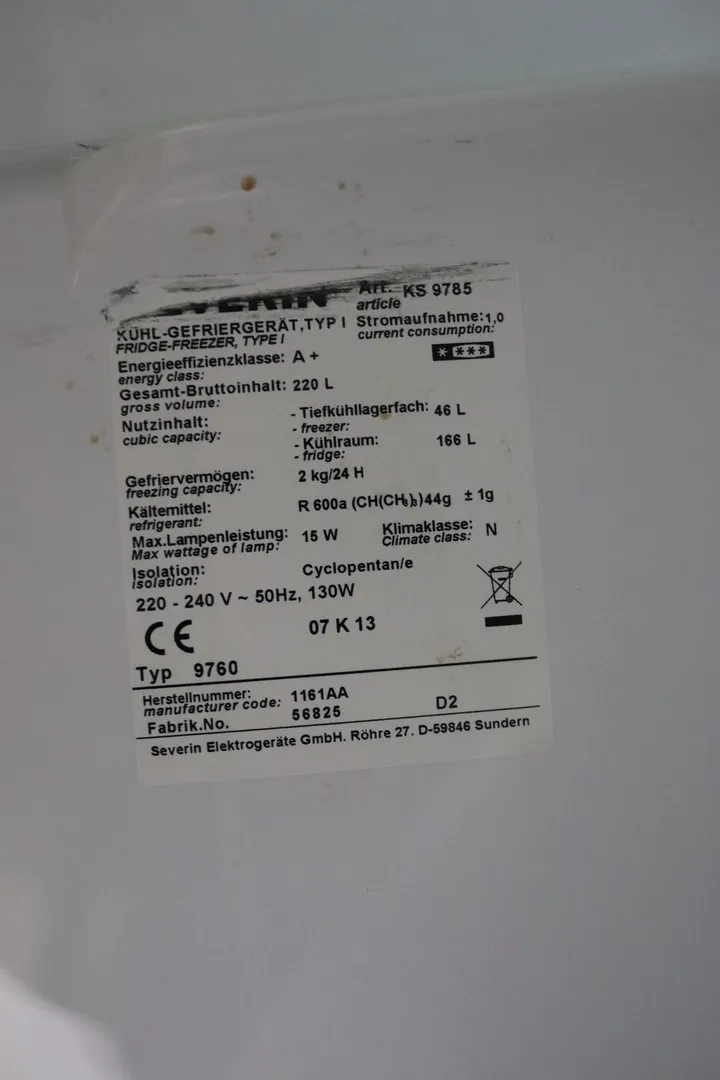 SEVERIN Art. KS 9785
article
KÜHL-GEFRIERGERÄT,TYP I Stromaufnahme:1,0
FRIDGE-FREEZER, TYPE I current consumption:
Energieeffizienzklasse: A +
energy class:
Gesamt-Bruttoinhalt: 220 L
gross volume:
Nutzinhalt: - Tiefkühllagerfach: 46 L
cubic capacity: - freezer:
- Kühlraum: 166 L
- fridge:
Gefriervermögen: 2 kg/24 H
freezing capacity:
Kältemittel: R 600a (CH(CH₃)₃)44g ± 1g
refrigerant:
Max.Lampenleistung: 15 W Klimaklasse: N
Max wattage of lamp: Climate class:
Isolation: Cyclopentan/e
isolation:
220 - 240 V ~ 50Hz, 130W
CE 07 K 13
Typ 9760
Herstellnummer: 1161AA
manufacturer code:
Fabrik.No. 56825 D2
Severin Elektrogeräte GmbH. Röhre 27. D-59846 Sundern